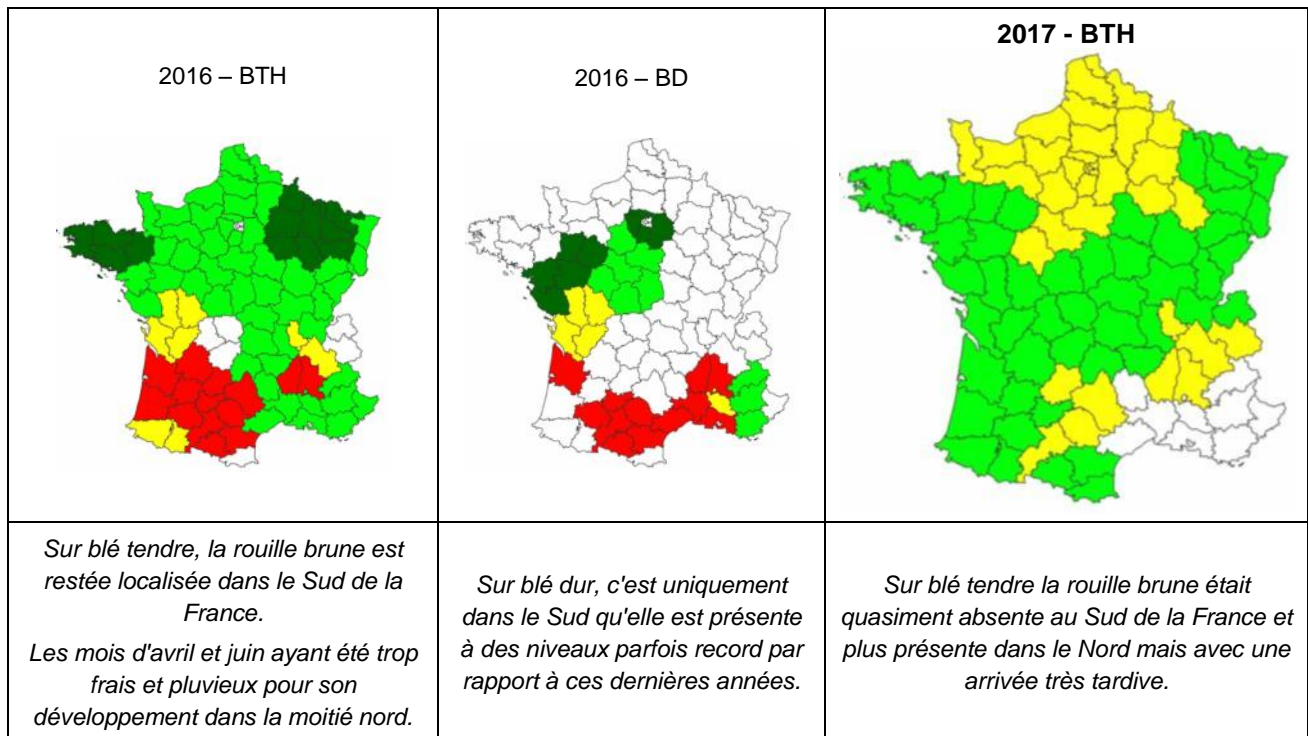 2016 – BTH
2016 – BD
2017 - BTH
Sur blé tendre, la rouille brune est
restée localisée dans le Sud de la
France.
Les mois d'avril et juin ayant été trop
frais et pluvieux pour son
développement dans la moitié nord.
Sur blé dur, c'est uniquement
dans le Sud qu'elle est présente
à des niveaux parfois record par
rapport à ces dernières années.
Sur blé tendre la rouille brune était
quasiment absente au Sud de la France et
plus présente dans le Nord mais avec une
arrivée très tardive.